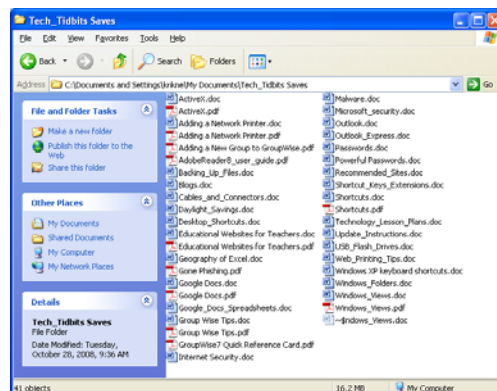 Tech_Tidbits Saves
File Edit View Favorites Tools Help
Back Search Folders
Address C:\Documents and Settings\knknel\My Documents\Tech_Tidbits Saves Go
File and Folder Tasks
Make a new folder
Publish this folder to the
Web
Share this folder
Other Places
My Documents
Shared Documents
My Computer
My Network Places
Details
Tech_Tidbits Saves
File Folder
Date Modified: Tuesday,
October 28, 2008, 9:36 AM
ActiveX.doc
ActiveX.pdf
Adding a Network Printer.doc
Adding a Network Printer.pdf
Adding a New Group to GroupWise.pdf
AdobeReader8_user_guide.pdf
Backing_Up_Files.doc
Blogs.doc
Cables_and_Connectors.doc
Daylight_Savings.doc
Desktop_Shortcuts.doc
Educational Websites for Teachers.doc
Educational Websites for Teachers.pdf
Geography of Excel.doc
Gone Phishing.pdf
Google Docs.doc
Google Docs.pdf
Google_Docs_Spreadsheets.doc
Group Wise Tips.doc
Group Wise Tips.pdf
GroupWise7 Quick Reference Card.pdf
Internet Security.doc
Malware.doc
Microsoft_security.doc
Outlook.doc
Outlook_Express.doc
Passwords.doc
Powerful Passwords.doc
Recommended_Sites.doc
Shortcut_Keys_Extensions.doc
Shortcuts.doc
Shortcuts.pdf
Technology_Lesson_Plans.doc
Update_Instructions.doc
USB_Flash_Drives.doc
Web_Printing_Tips.doc
Windows XP keyboard shortcuts.doc
Windows_Folders.doc
Windows_Views.doc
Windows_Views.pdf
~$ndows_Views.doc
41 objects 16.2 MB My Computer